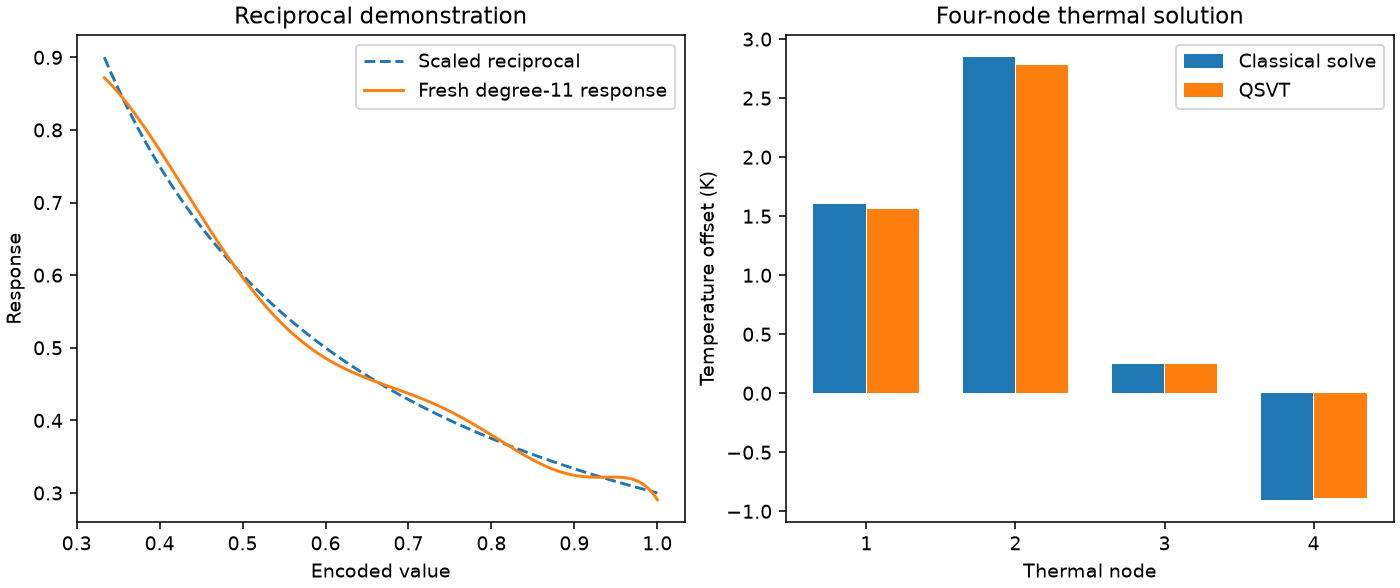 Reciprocal demonstration
Scaled reciprocal
Fresh degree-11 response
Response
0.9
0.8
0.7
0.6
0.5
0.4
0.3
0.3 0.4 0.5 0.6 0.7 0.8 0.9 1.0
Encoded value
Four-node thermal solution
Classical solve
QSVT
Temperature offset (K)
3.0
2.5
2.0
1.5
1.0
0.5
0.0
−0.5
−1.0
1 2 3 4
Thermal node